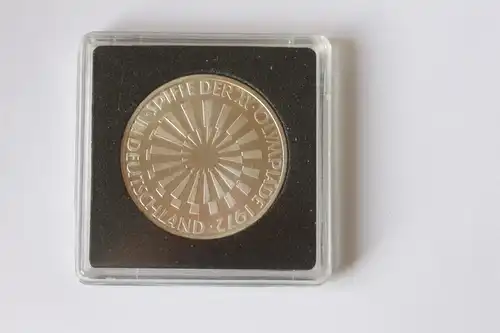 SPIELE DER XX. OLYMPIADE 1972 · IN DEUTSCHLAND ·